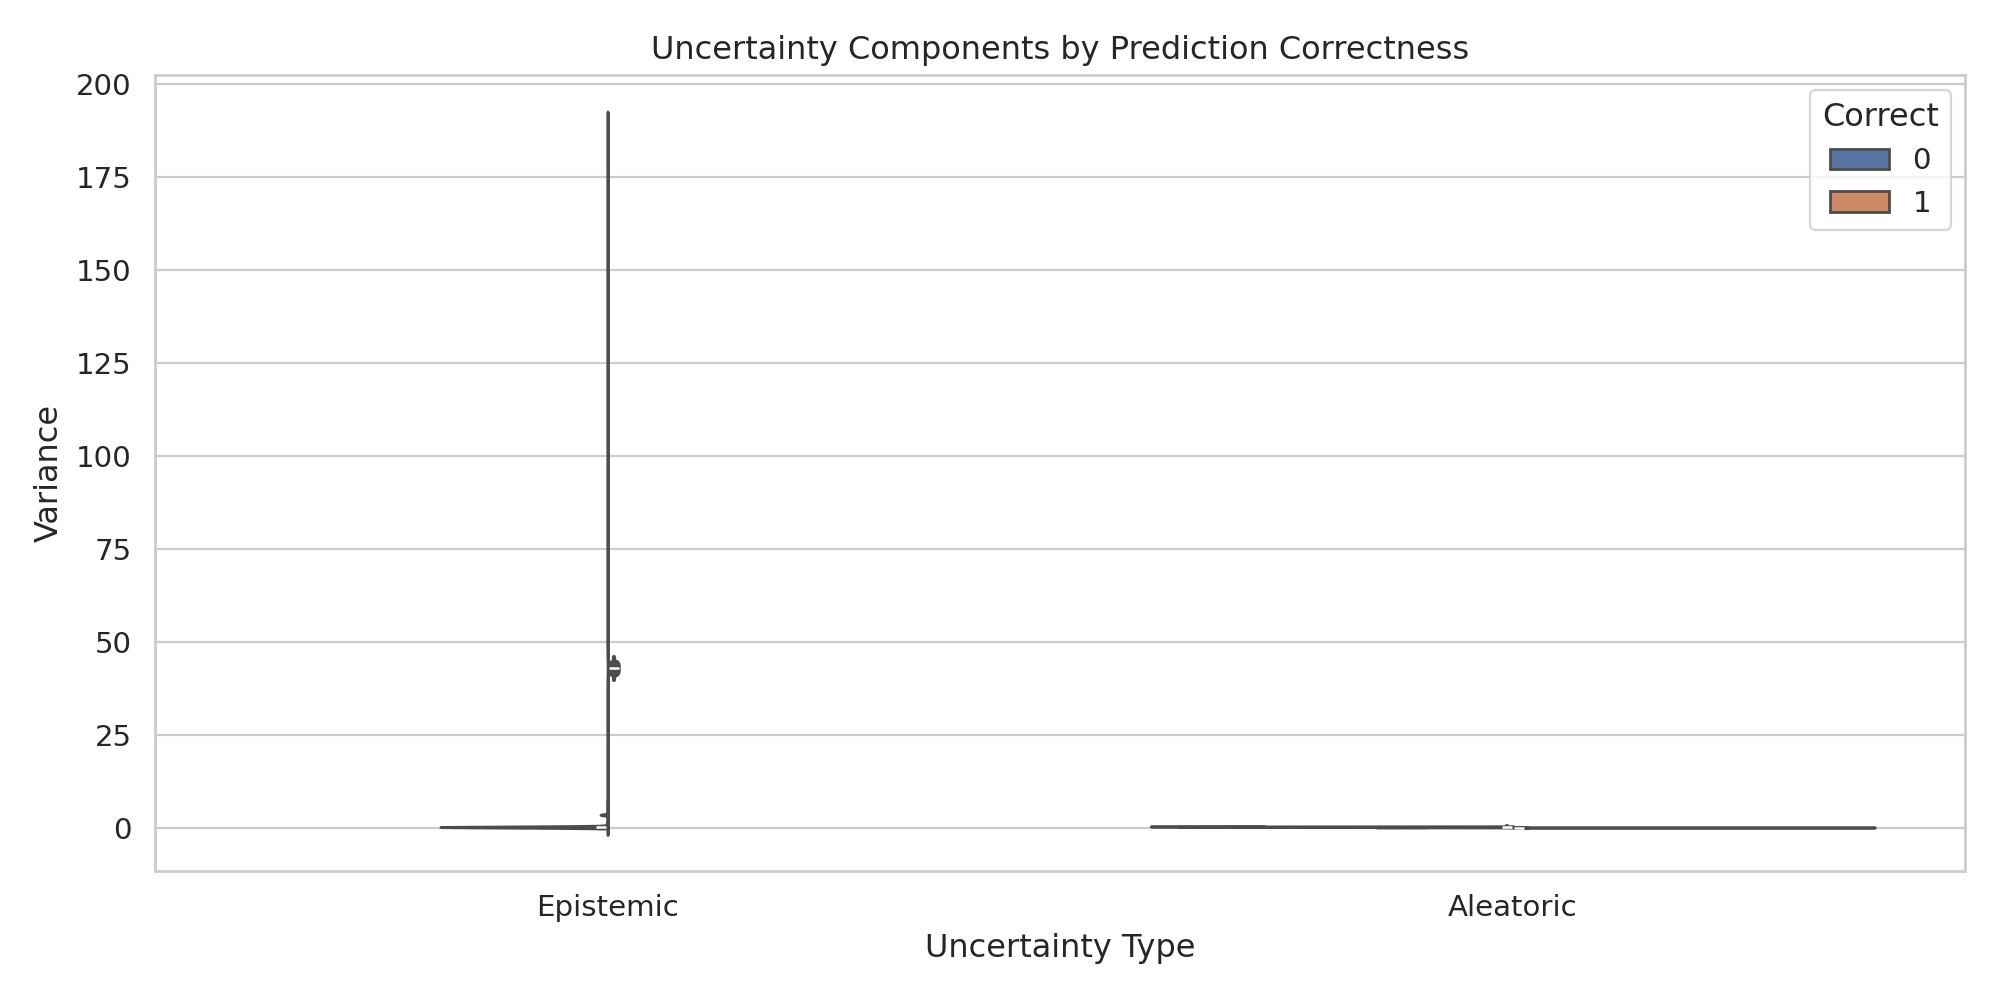 Uncertainty Components by Prediction Correctness
200
175
150
125
100
75
50
25
0
Variance
Correct
0
1
Epistemic
Aleatoric
Uncertainty Type